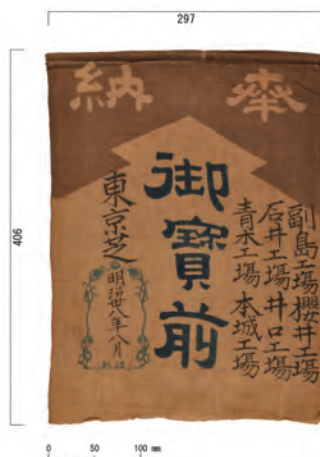 297
406
奉納
副島工場 櫻井工場
石井工場 井口工場
青木工場 本城工場
御寳前
東京芝
明治丗八年八月
0 50 100 mm